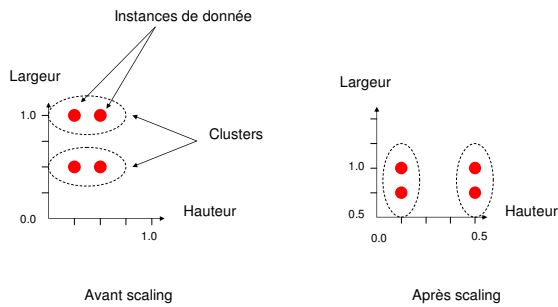 Instances de donnée
Largeur
1.0
Clusters
0.0
Hauteur
1.0
Avant scaling
Largeur
1.0
0.5
Hauteur
0.0
0.5
Après scaling